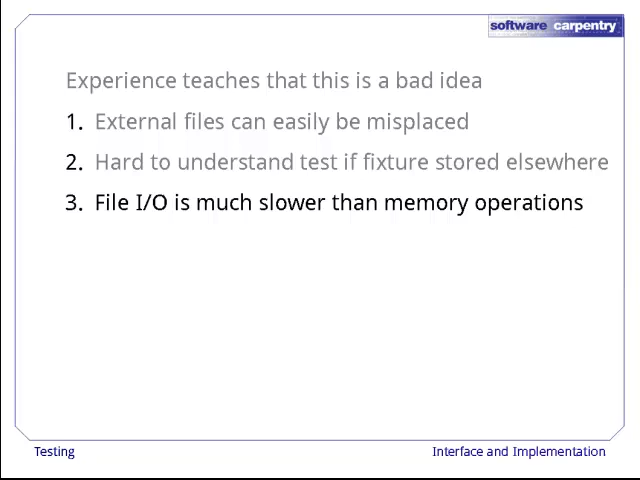 software carpentry
Experience teaches that this is a bad idea
1. External files can easily be misplaced
2. Hard to understand test if fixture stored elsewhere
3. File I/O is much slower than memory operations
Testing
Interface and Implementation